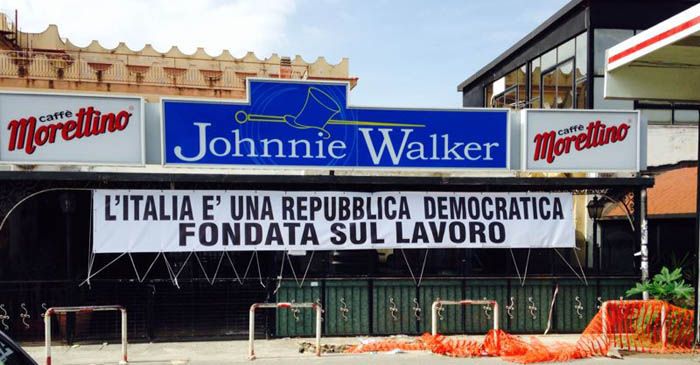 caffè
Morettino
Johnnie Walker
caffè
Morettino
L'ITALIA E' UNA REPUBBLICA DEMOCRATICA
FONDATA SUL LAVORO